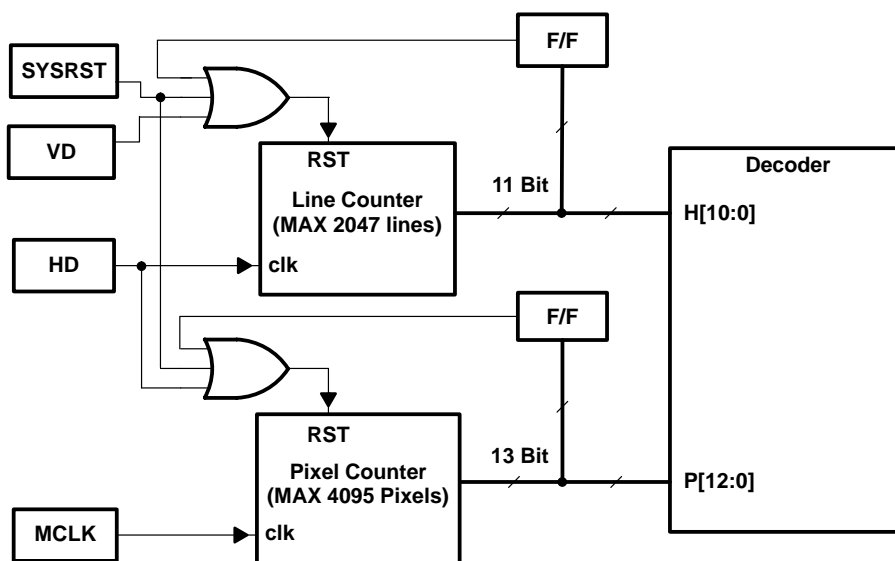 F/F
SYSRST
VD
RST
Line Counter
(MAX 2047 lines)
clk
11 Bit
Decoder
H[10:0]
HD
F/F
RST
Pixel Counter
(MAX 4095 Pixels)
clk
13 Bit
P[12:0]
MCLK